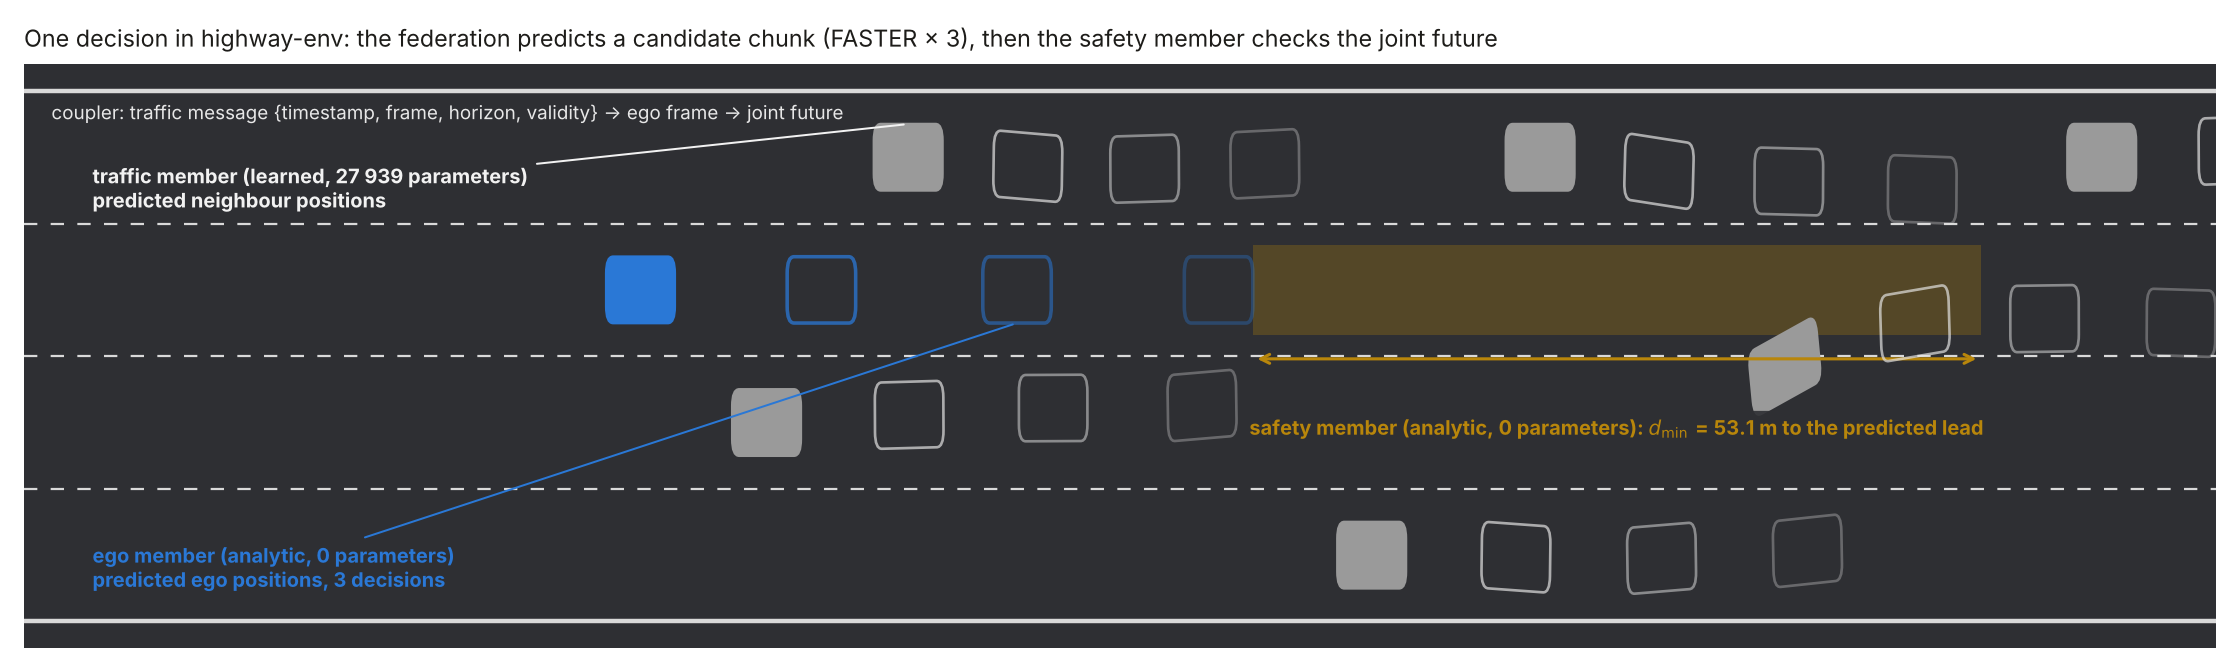 One decision in highway-env: the federation predicts a candidate chunk (FASTER × 3), then the safety member checks the joint future
coupler: traffic message {timestamp, frame, horizon, validity} → ego frame → joint future
traffic member (learned, 27 939 parameters)
predicted neighbour positions
safety member (analytic, 0 parameters): d_min = 53.1 m to the predicted lead
ego member (analytic, 0 parameters)
predicted ego positions, 3 decisions